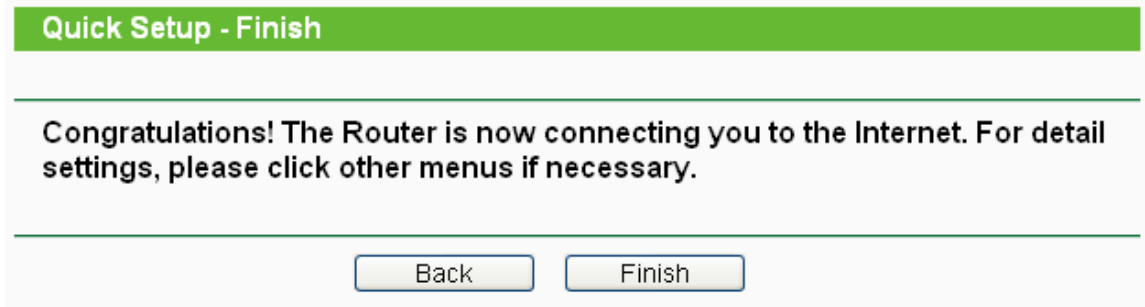 Quick Setup - Finish
Congratulations! The Router is now connecting you to the Internet. For detail
settings, please click other menus if necessary.
Back
Finish